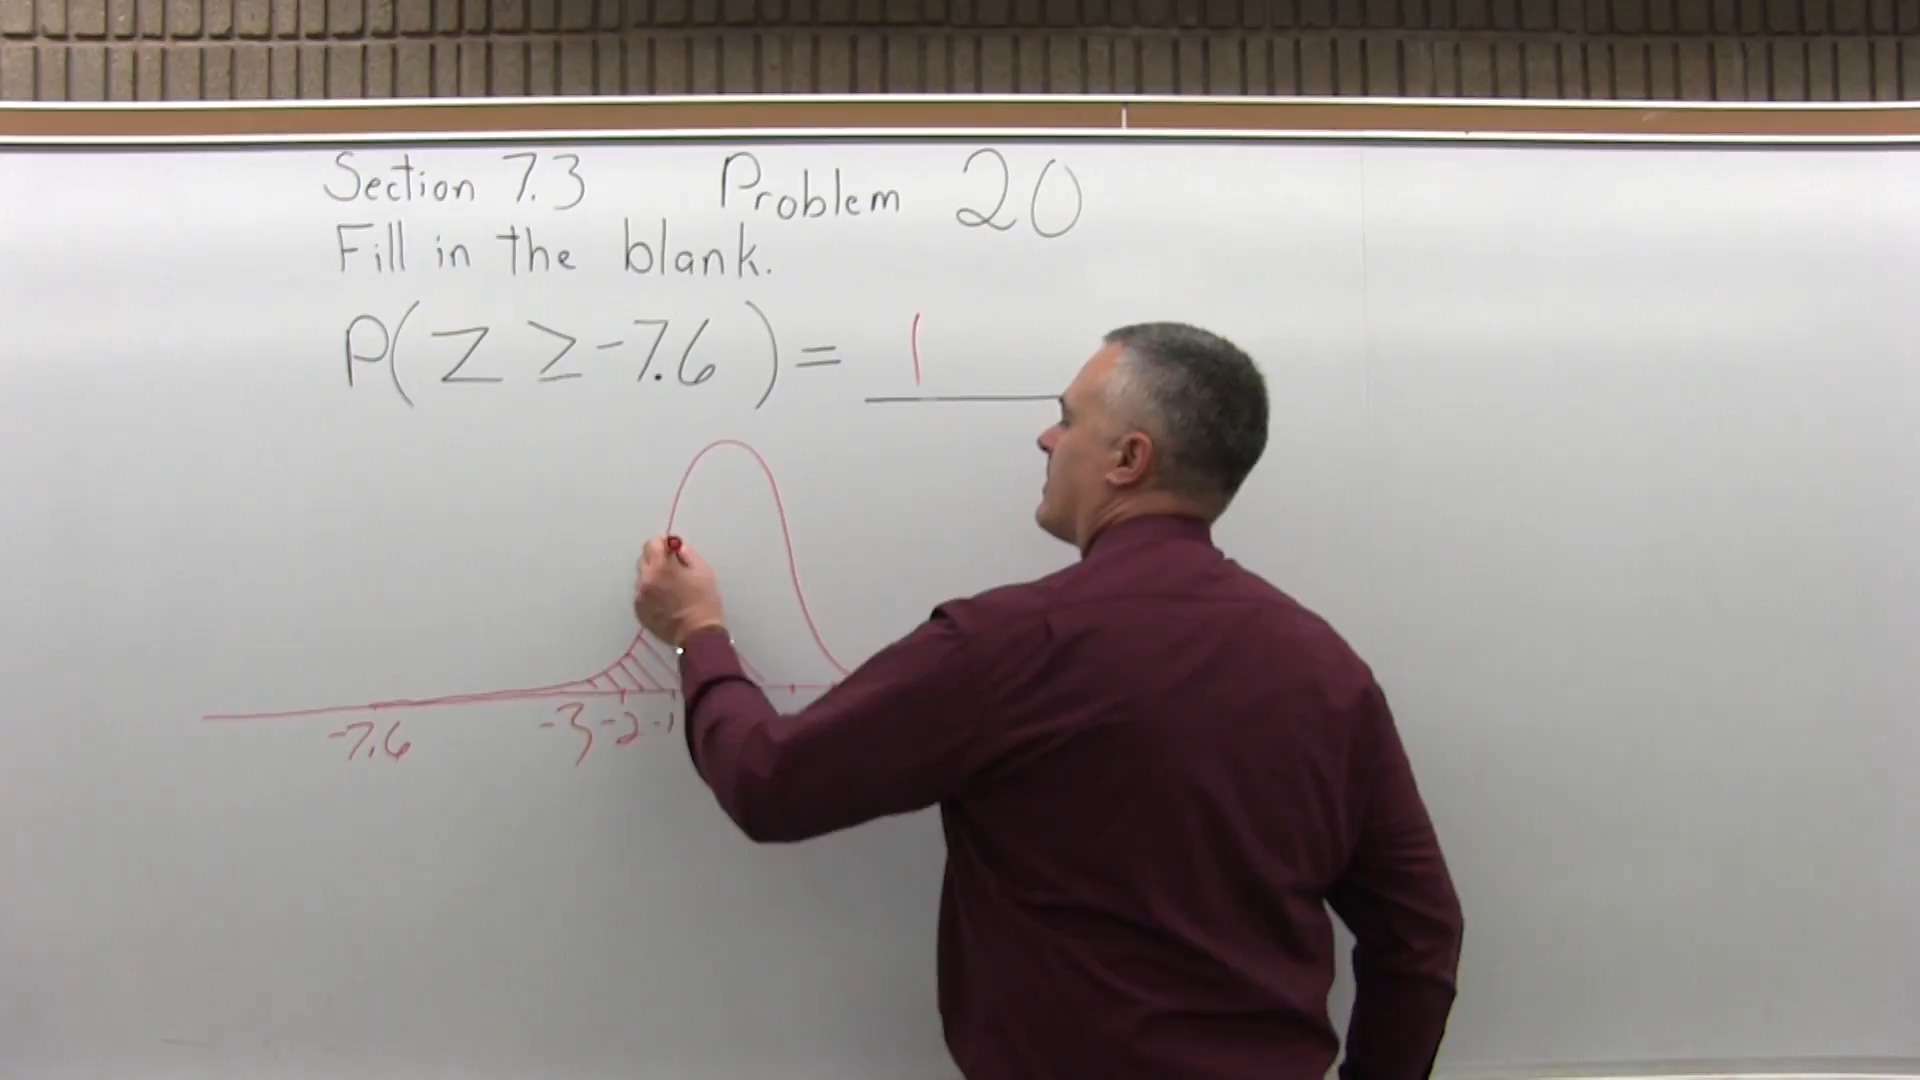 Section 7.3 Problem 20
Fill in the blank.
P(Z ≥ -7.6) = 1
-7.6 -3 -2 -1